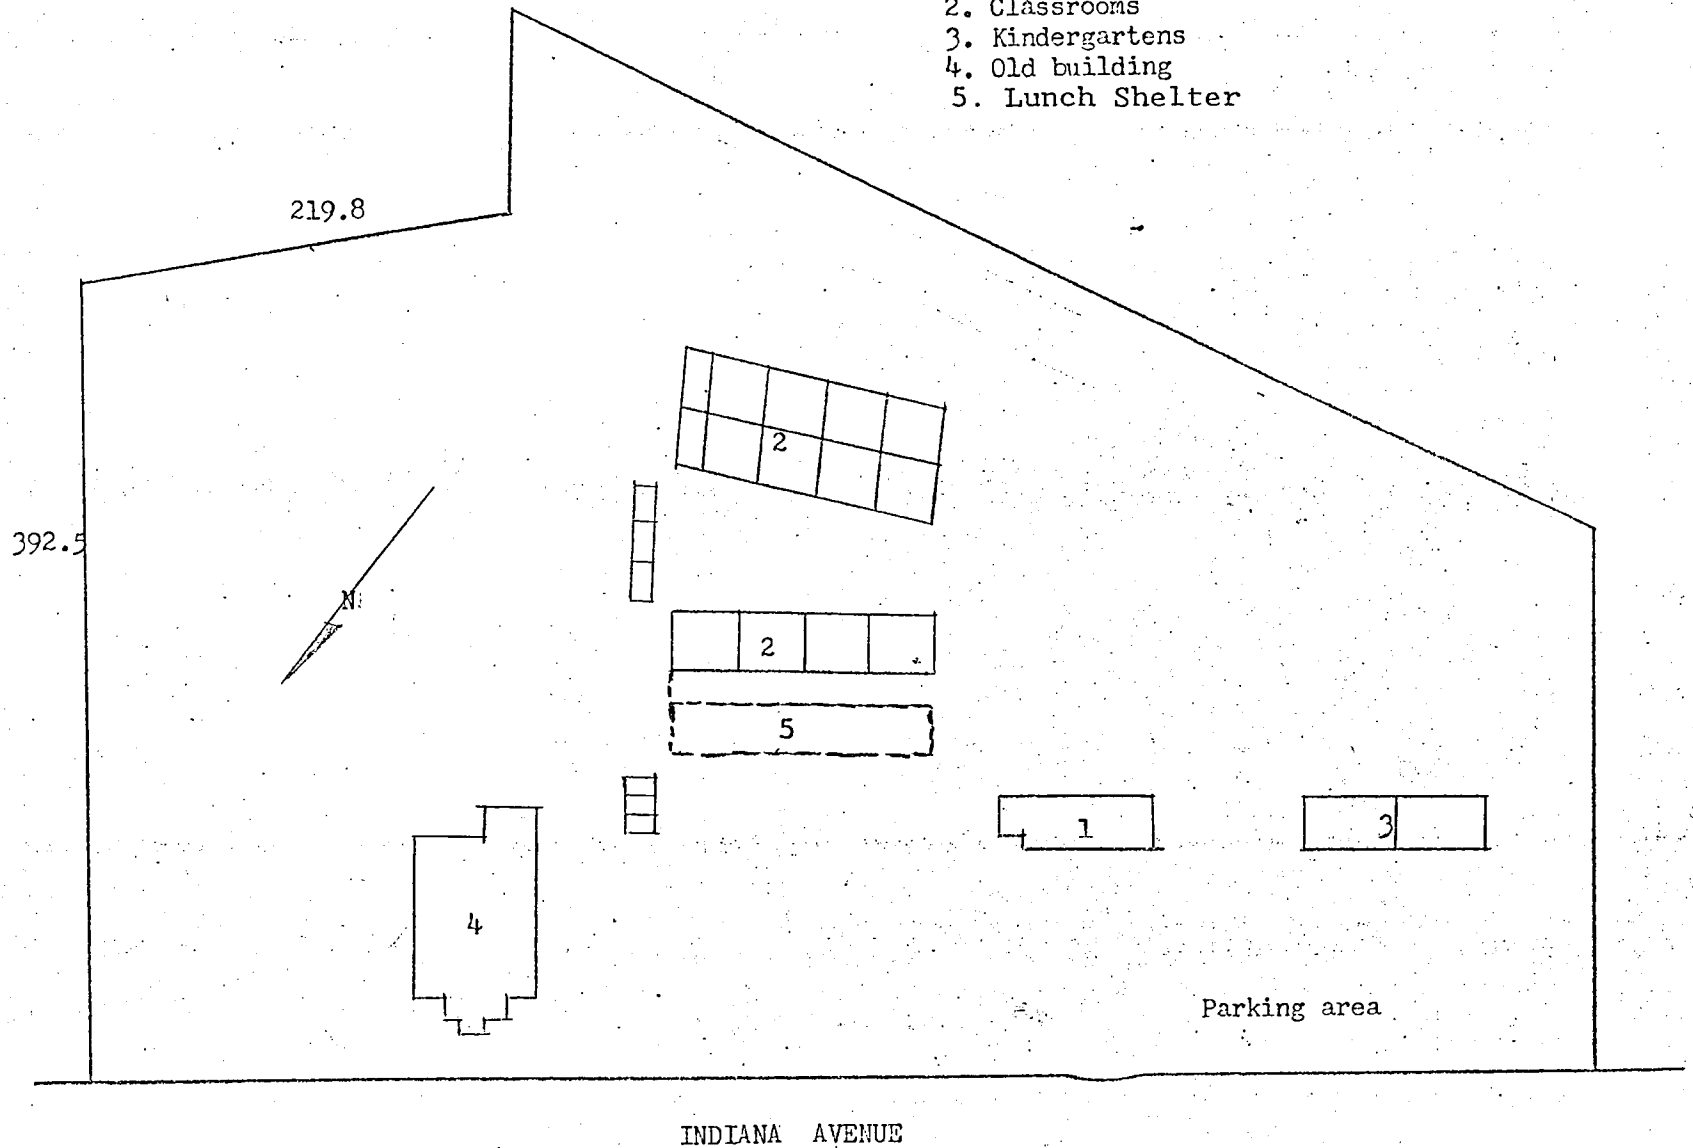 2. Classrooms
3. Kindergartens
4. Old building
5. Lunch Shelter
219.8
2
392.5
N
2
5
1
3
4
Parking area
INDIANA AVENUE